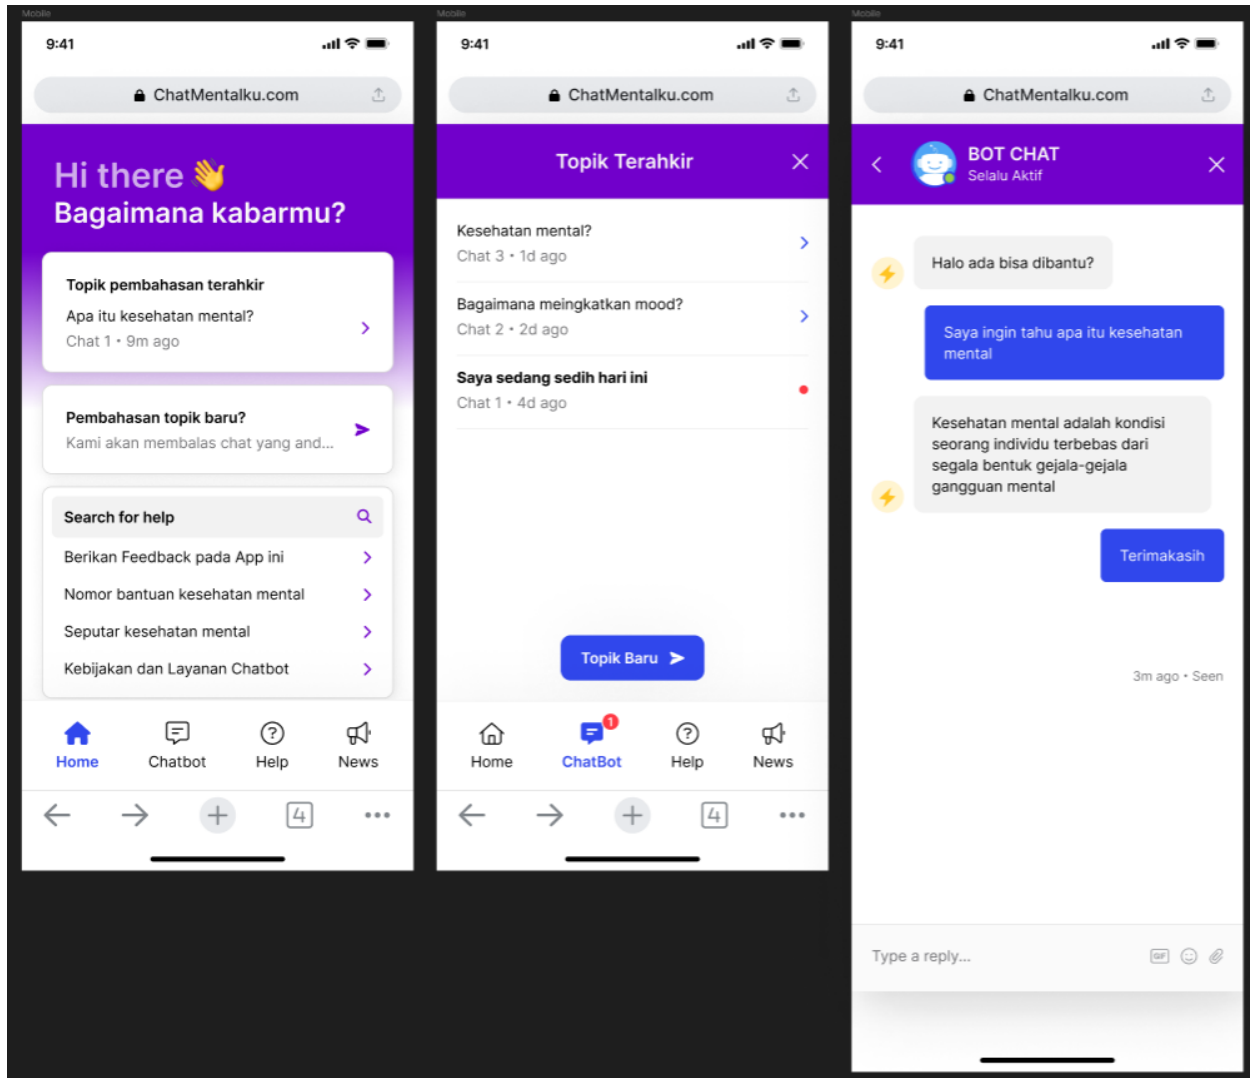 Mobile
9:41
ChatMentalku.com
Hi there 👋
Bagaimana kabarmu?
Topik pembahasan terahkir
Apa itu kesehatan mental?
Chat 1 • 9m ago
Pembahasan topik baru?
Kami akan membalas chat yang and...
Search for help
Berikan Feedback pada App ini
Nomor bantuan kesehatan mental
Seputar kesehatan mental
Kebijakan dan Layanan Chatbot
Home
Chatbot
Help
News
4
Mobile
9:41
ChatMentalku.com
Topik Terahkir
Kesehatan mental?
Chat 3 • 1d ago
Bagaimana meingkatkan mood?
Chat 2 • 2d ago
Saya sedang sedih hari ini
Chat 1 • 4d ago
Topik Baru
1
Home
ChatBot
Help
News
4
Mobile
9:41
ChatMentalku.com
BOT CHAT
Selalu Aktif
Halo ada bisa dibantu?
Saya ingin tahu apa itu kesehatan
mental
Kesehatan mental adalah kondisi
seorang individu terbebas dari
segala bentuk gejala-gejala
gangguan mental
Terimakasih
3m ago • Seen
Type a reply...
GIF